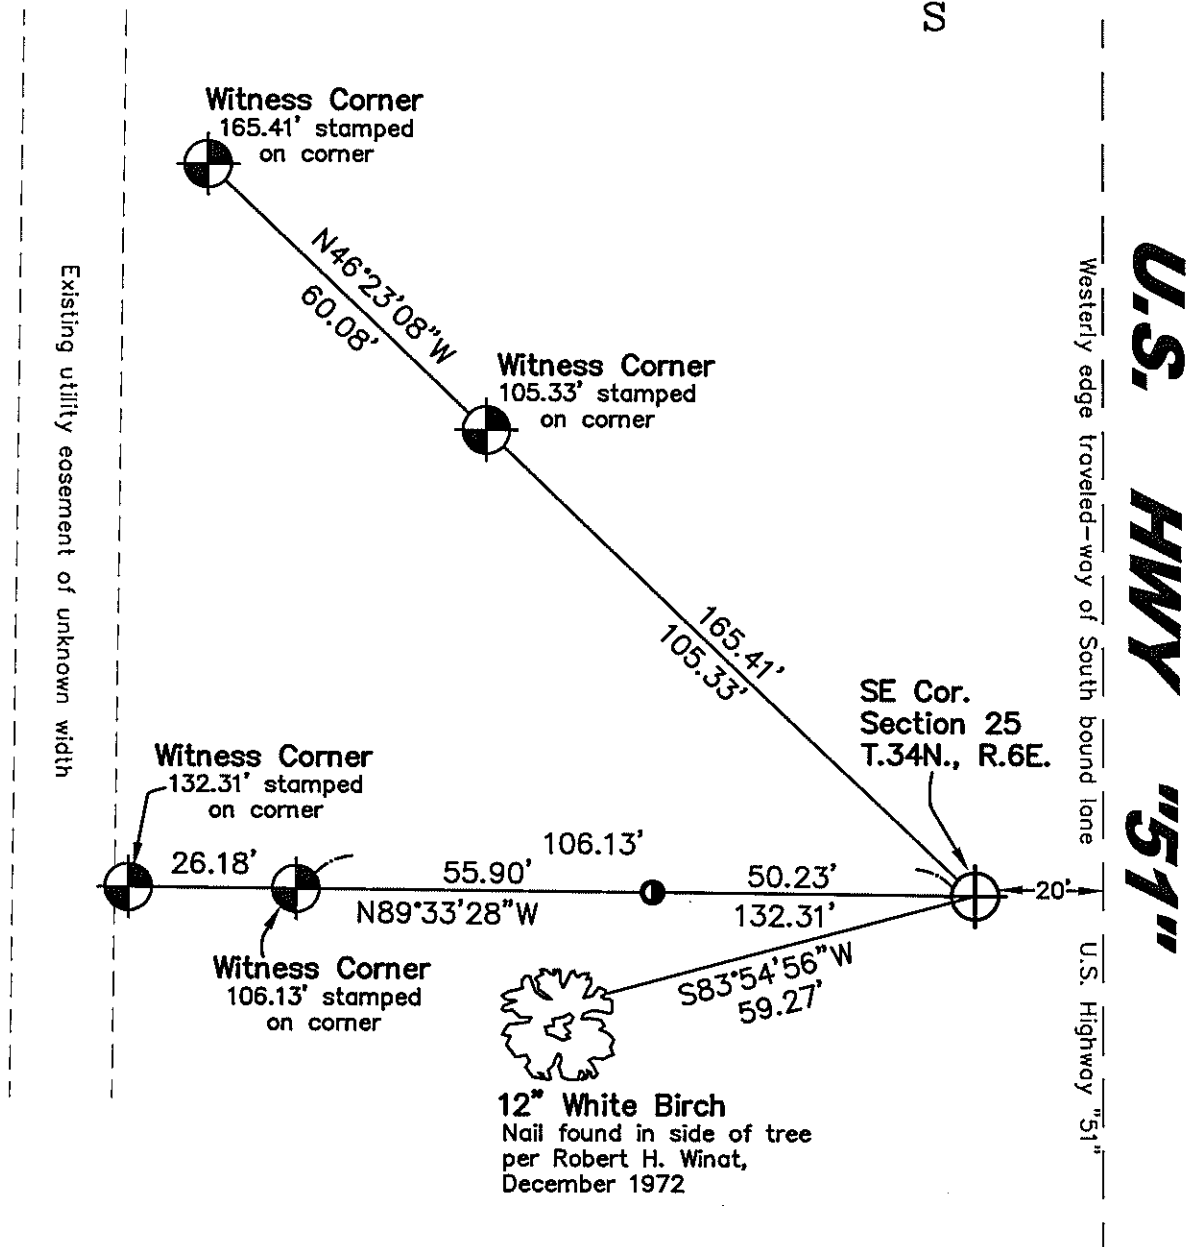 S
Witness Corner
165.41' stamped
on corner
N46°23'08"W
60.08'
Witness Corner
105.33' stamped
on corner
165.41'
105.33'
SE Cor.
Section 25
T.34N., R.6E.
Witness Corner
132.31' stamped
on corner
26.18'
106.13'
55.90'
50.23'
20'
N89°33'28"W
132.31'
Witness Corner
106.13' stamped
on corner
S83°54'56"W
59.27'
12" White Birch
Nail found in side of tree
per Robert H. Winat,
December 1972
Existing utility easement of unknown width
Westerly edge traveled-way of South bound lane U.S. Highway "51"
U.S. HWY "51"